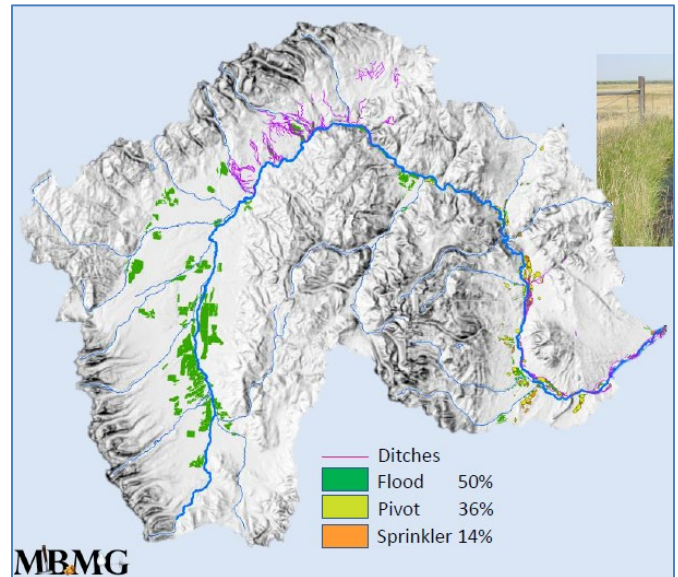 Ditches
Flood 50%
Pivot 36%
Sprinkler 14%
MBMG